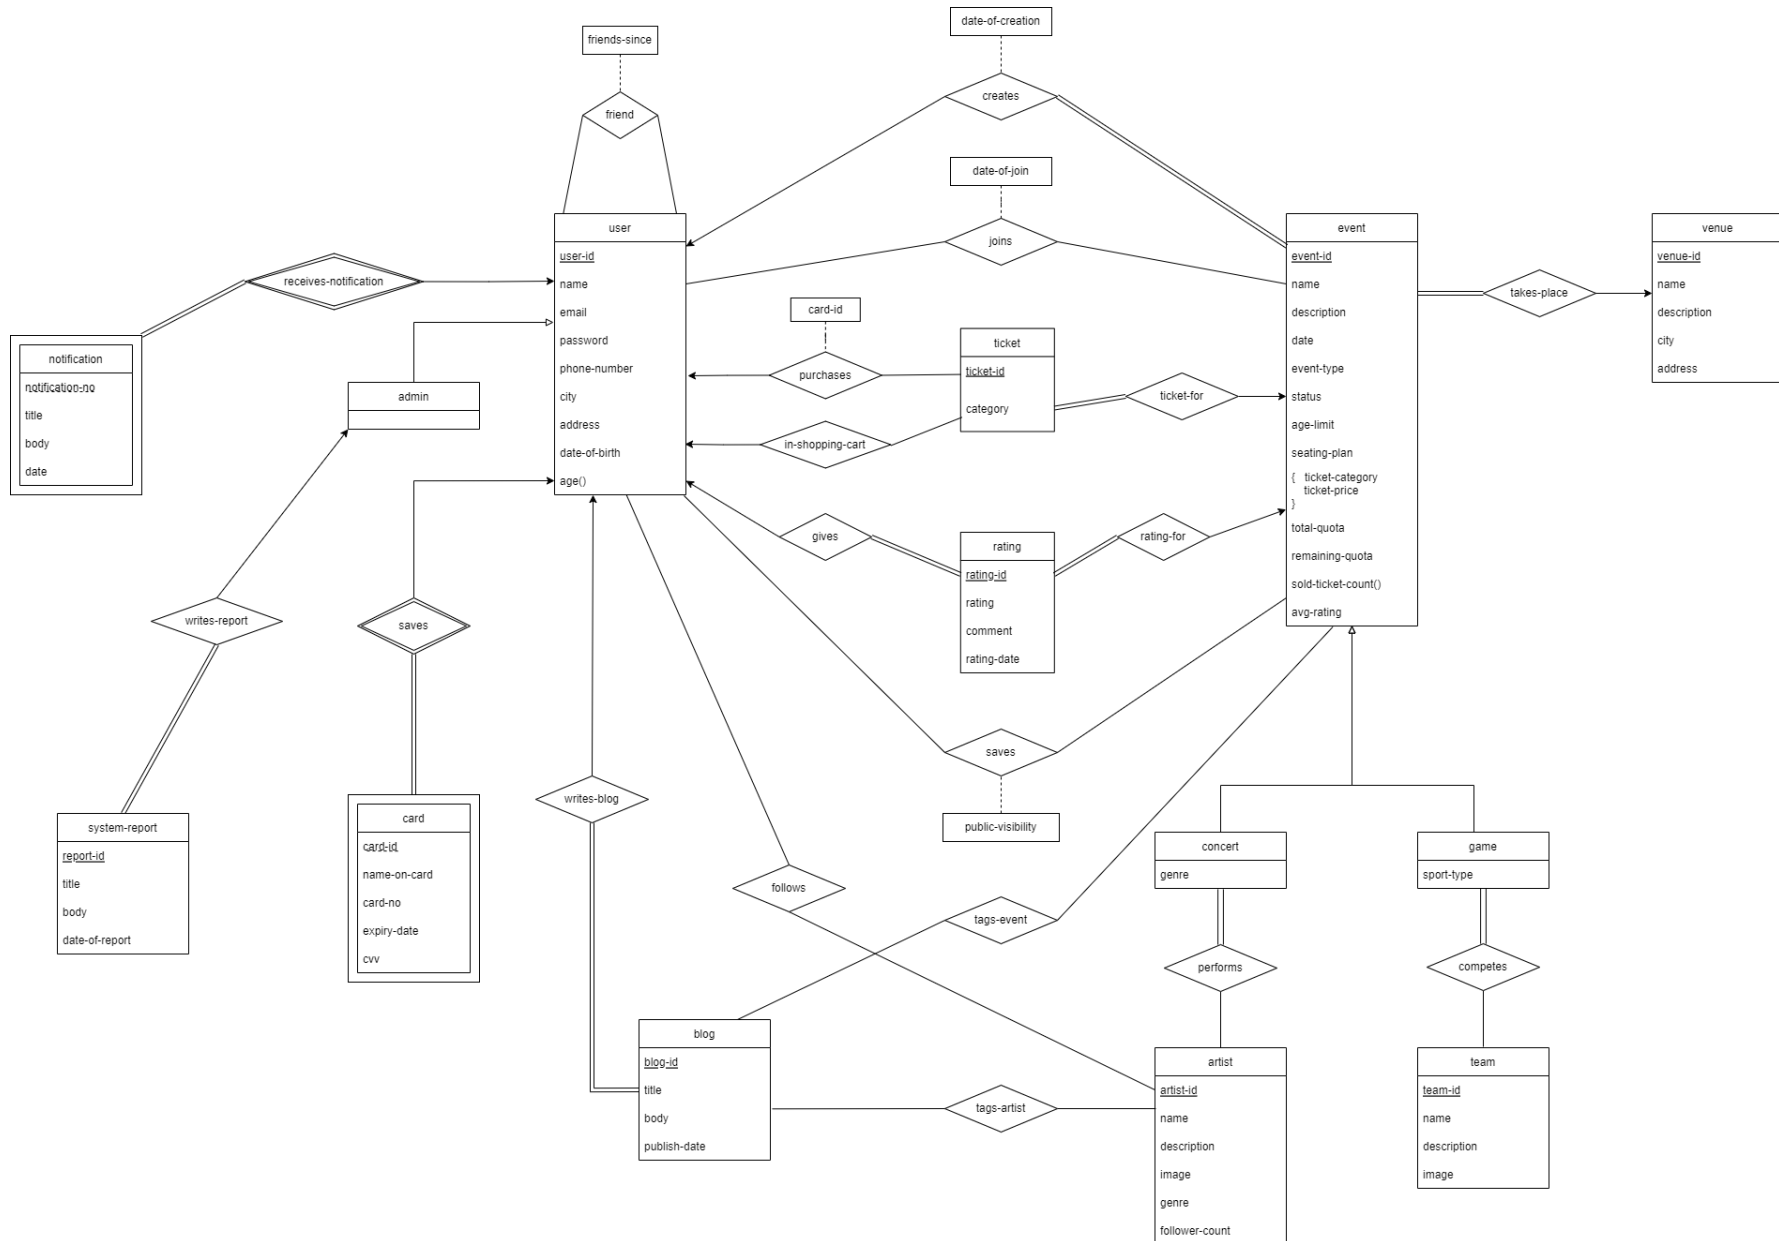 date-of-creation
friends-since
creates
friend
date-of-join
joins
user
user-id
name
email
password
phone-number
city
address
date-of-birth
age()
event
event-id
name
description
date
event-type
status
age-limit
seating-plan
{ ticket-category
ticket-price
}
total-quota
remaining-quota
sold-ticket-count()
avg-rating
venue
venue-id
name
description
city
address
takes-place
receives-notification
notification
notification-no
title
body
date
admin
card-id
purchases
ticket
ticket-id
category
ticket-for
in-shopping-cart
gives
rating
rating-id
rating
comment
rating-date
rating-for
writes-report
saves
saves
public-visibility
writes-blog
system-report
report-id
title
body
date-of-report
card
card-id
name-on-card
card-no
expiry-date
cvv
follows
tags-event
concert
genre
game
sport-type
performs
competes
blog
blog-id
title
body
publish-date
tags-artist
artist
artist-id
name
description
image
genre
follower-count
team
team-id
name
description
image